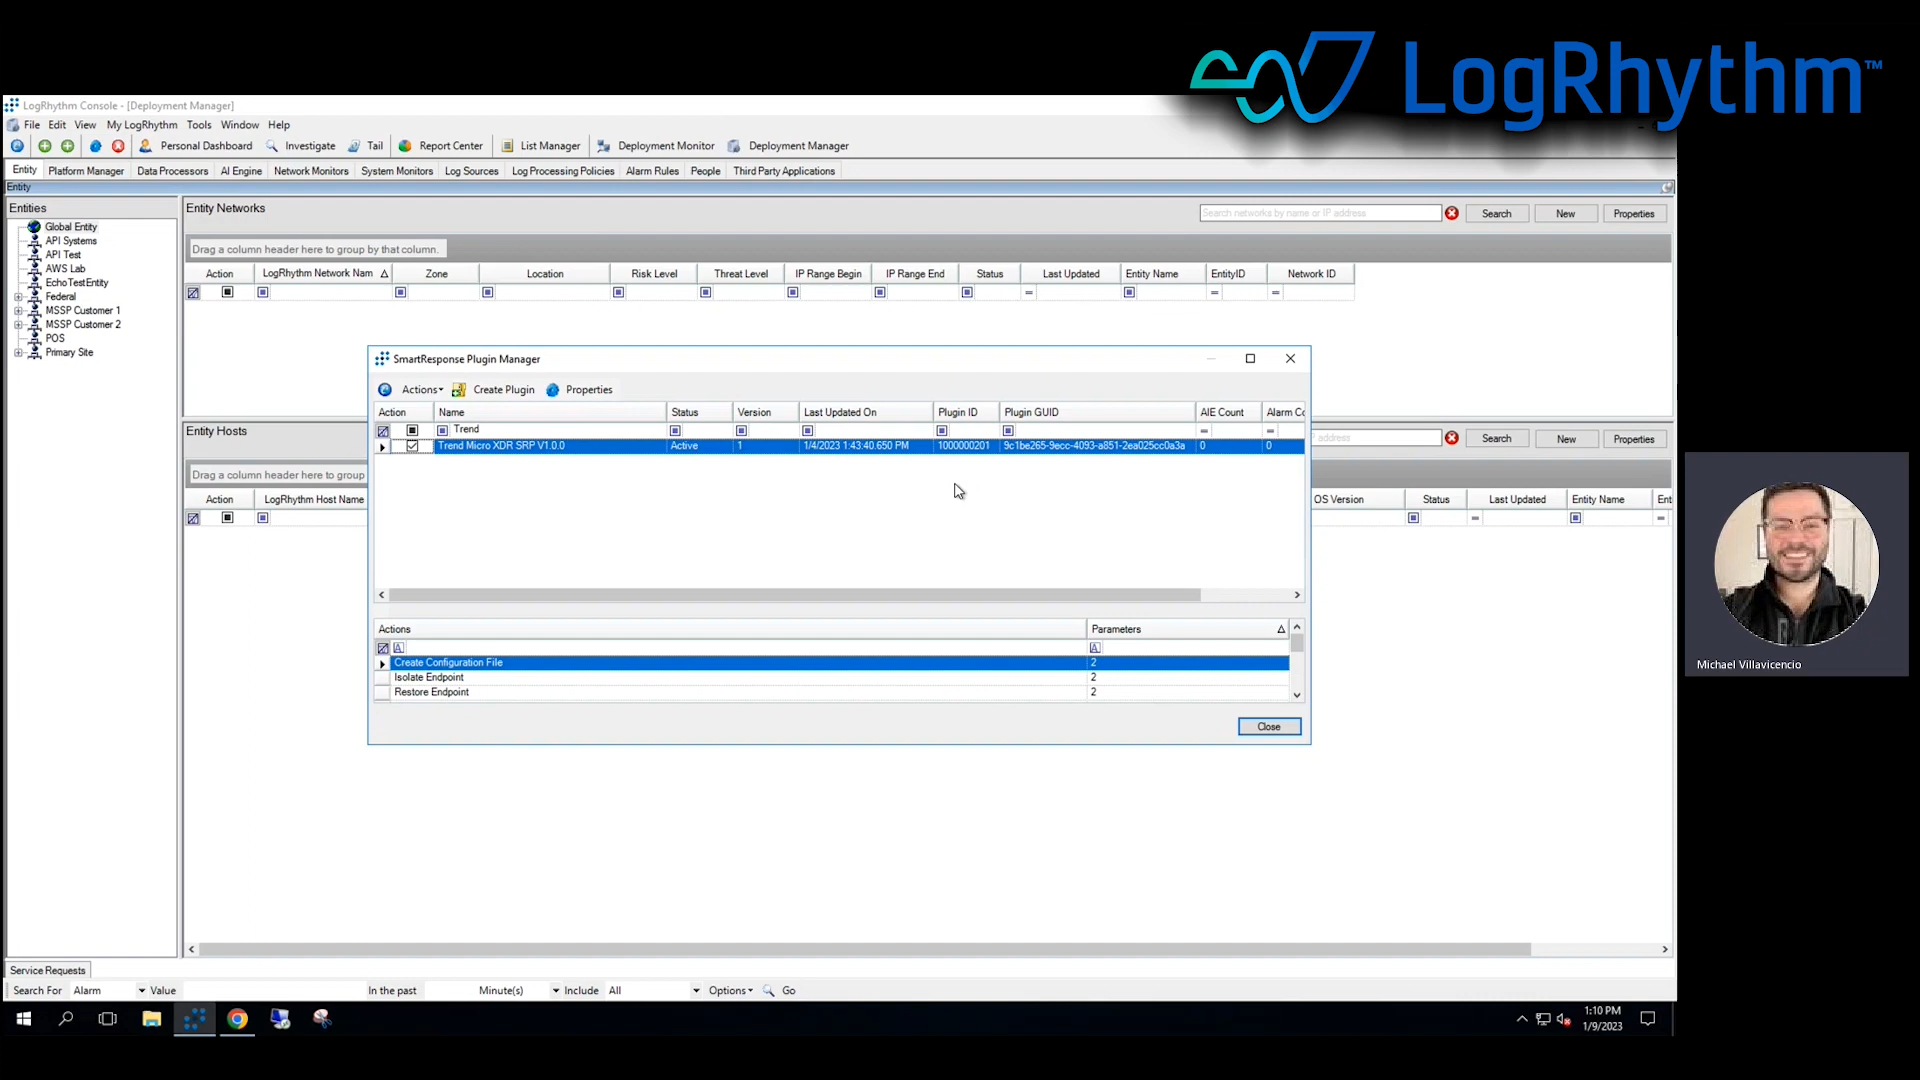 LogRhythm™
LogRhythm Console - [Deployment Manager]
File Edit View My LogRhythm Tools Window Help
Personal Dashboard Investigate Tail Report Center List Manager Deployment Monitor Deployment Manager
Entity Platform Manager Data Processors AI Engine Network Monitors System Monitors Log Sources Log Processing Policies Alarm Rules People Third Party Applications
Entity
Entities
Global Entity
API Systems
API Test
AWS Lab
EchoTestEntity
Federal
MSSP Customer 1
MSSP Customer 2
POS
Primary Site
Entity Networks
Search networks by name or IP address Search New Properties
Drag a column header here to group by that column.
Action LogRhythm Network Nam Zone Location Risk Level Threat Level IP Range Begin IP Range End Status Last Updated Entity Name EntityID Network ID
SmartResponse Plugin Manager
Actions Create Plugin Properties
Action Name Status Version Last Updated On Plugin ID Plugin GUID AIE Count Alarm Cc
Trend
Trend Micro XDR SRP V1.0.0 Active 1 1/4/2023 1:43:40.650 PM 1000000201 9c1be265-9ecc-4093-a851-2ea025cc0a3a 0 0
Actions Parameters
Create Configuration File 2
Isolate Endpoint 2
Restore Endpoint 2
Close
Entity Hosts
address Search New Properties
Drag a column header here to group
Action LogRhythm Host Name OS Version Status Last Updated Entity Name Ent
Michael Villavicencio
Service Requests
Search For Alarm Value In the past Minute(s) Include All Options Go
1:10 PM
1/9/2023